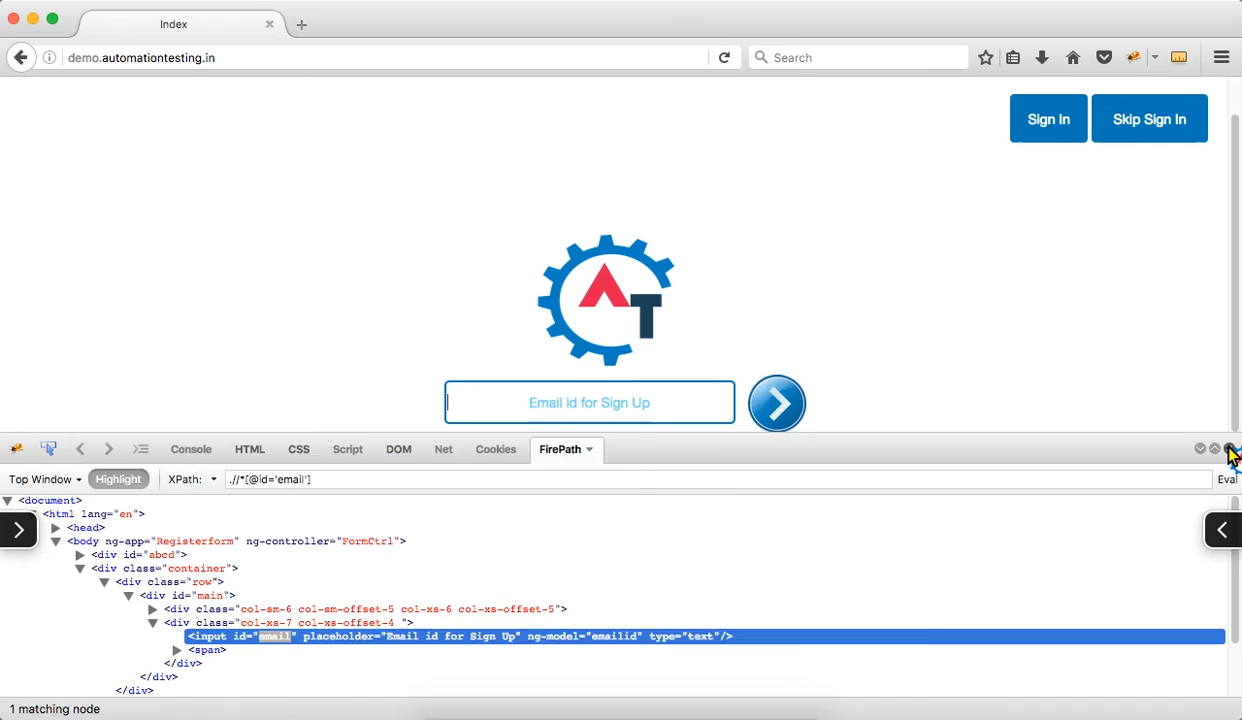 Index
demo.automationtesting.in
Search
Sign In
Skip Sign In
AT
Email id for Sign Up
Console HTML CSS Script DOM Net Cookies FirePath
Top Window Highlight XPath: .//*[@id='email'] Eval
<document>
<html lang="en">
<head>
<body ng-app="Registerform" ng-controller="FormCtrl">
<div id="abcd">
<div class="container">
<div class="row">
<div id="main">
<div class="col-sm-6 col-sm-offset-5 col-xs-6 col-xs-offset-5">
<div class="col-xs-7 col-xs-offset-4 ">
<input id="email" placeholder="Email id for Sign Up" ng-model="emailid" type="text"/>
<span>
</div>
</div>
</div>
1 matching node